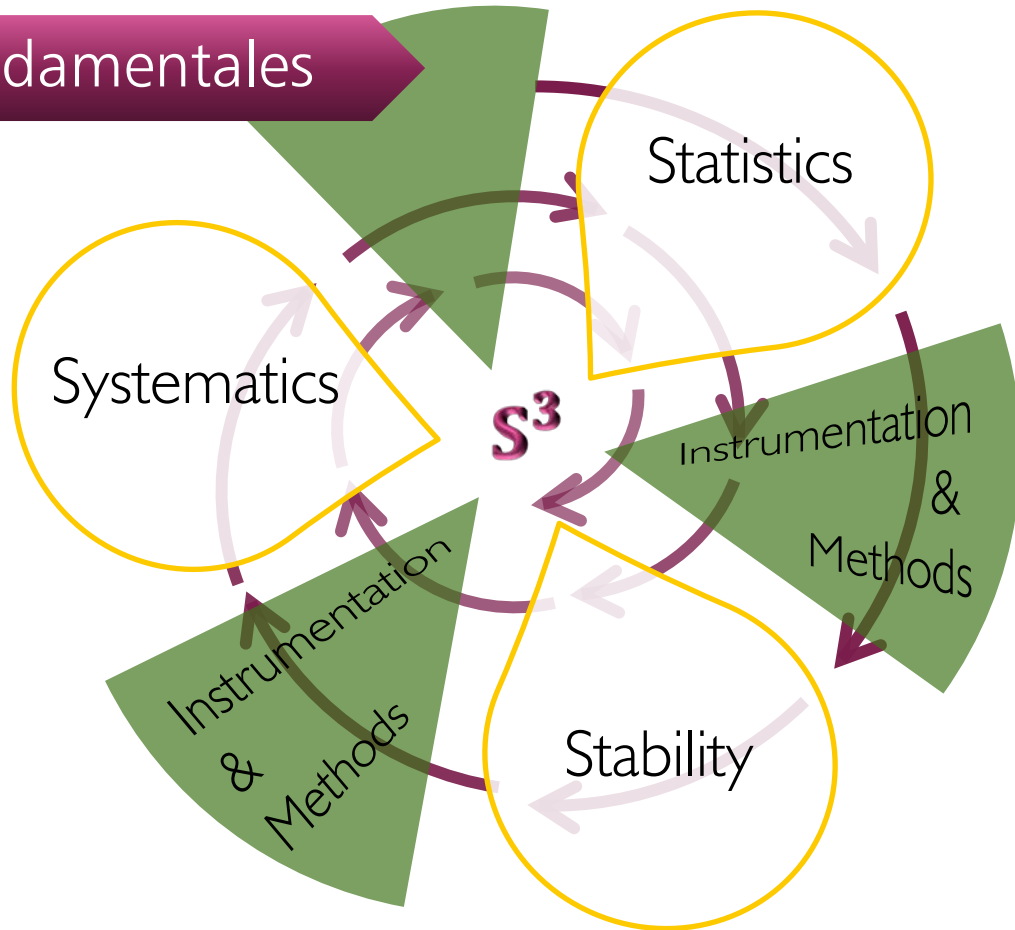 damentales
Statistics
Systematics
S³
Instrumentation
&
Methods
Instrumentation
&
Methods
Stability